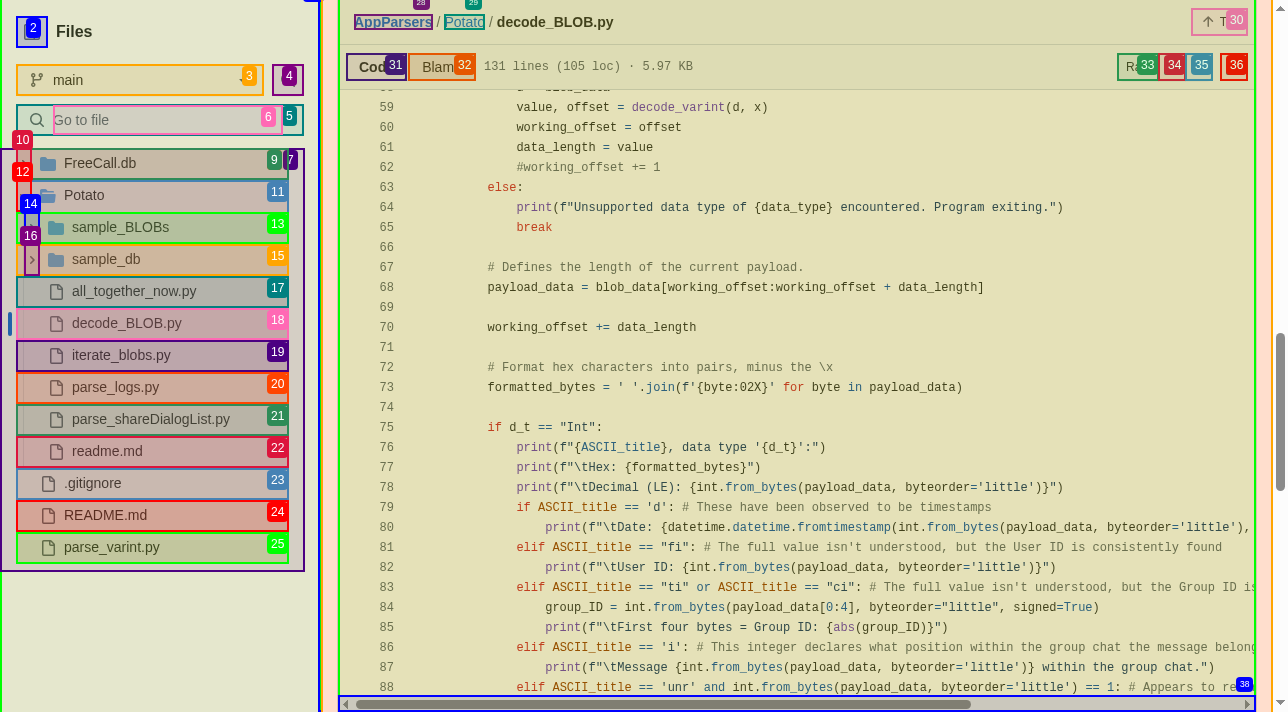 Files
main
Go to file
FreeCall.db
Potato
sample_BLOBs
sample_db
all_together_now.py
decode_BLOB.py
iterate_blobs.py
parse_logs.py
parse_shareDialogList.py
readme.md
.gitignore
README.md
parse_varint.py
2
3
4
5
6
7
9
10
11
12
13
14
15
16
17
18
19
20
21
22
23
24
25
28
29
AppParsers / Potato / decode_BLOB.py
30
31
32
131 lines (105 loc) · 5.97 KB
33
34
35
36
59 value, offset = decode_varint(d, x)
60 working_offset = offset
61 data_length = value
62 #working_offset += 1
63 else:
64 print(f"Unsupported data type of {data_type} encountered. Program exiting.")
65 break
66
67 # Defines the length of the current payload.
68 payload_data = blob_data[working_offset:working_offset + data_length]
69
70 working_offset += data_length
71
72 # Format hex characters into pairs, minus the \x
73 formatted_bytes = ' '.join(f'{byte:02X}' for byte in payload_data)
74
75 if d_t == "Int":
76 print(f"{ASCII_title}, data type '{d_t}':")
77 print(f"\tHex: {formatted_bytes}")
78 print(f"\tDecimal (LE): {int.from_bytes(payload_data, byteorder='little')}")
79 if ASCII_title == 'd': # These have been observed to be timestamps
80 print(f"\tDate: {datetime.datetime.fromtimestamp(int.from_bytes(payload_data, byteorder='little'),
81 elif ASCII_title == "fi": # The full value isn't understood, but the User ID is consistently found
82 print(f"\tUser ID: {int.from_bytes(payload_data, byteorder='little')}")
83 elif ASCII_title == "ti" or ASCII_title == "ci": # The full value isn't understood, but the Group ID is
84 group_ID = int.from_bytes(payload_data[0:4], byteorder="little", signed=True)
85 print(f"\tFirst four bytes = Group ID: {abs(group_ID)}")
86 elif ASCII_title == 'i': # This integer declares what position within the group chat the message belong
87 print(f"\tMessage {int.from_bytes(payload_data, byteorder='little')} within the group chat.")
88 elif ASCII_title == 'unr' and int.from_bytes(payload_data, byteorder='little') == 1: # Appears to re
38